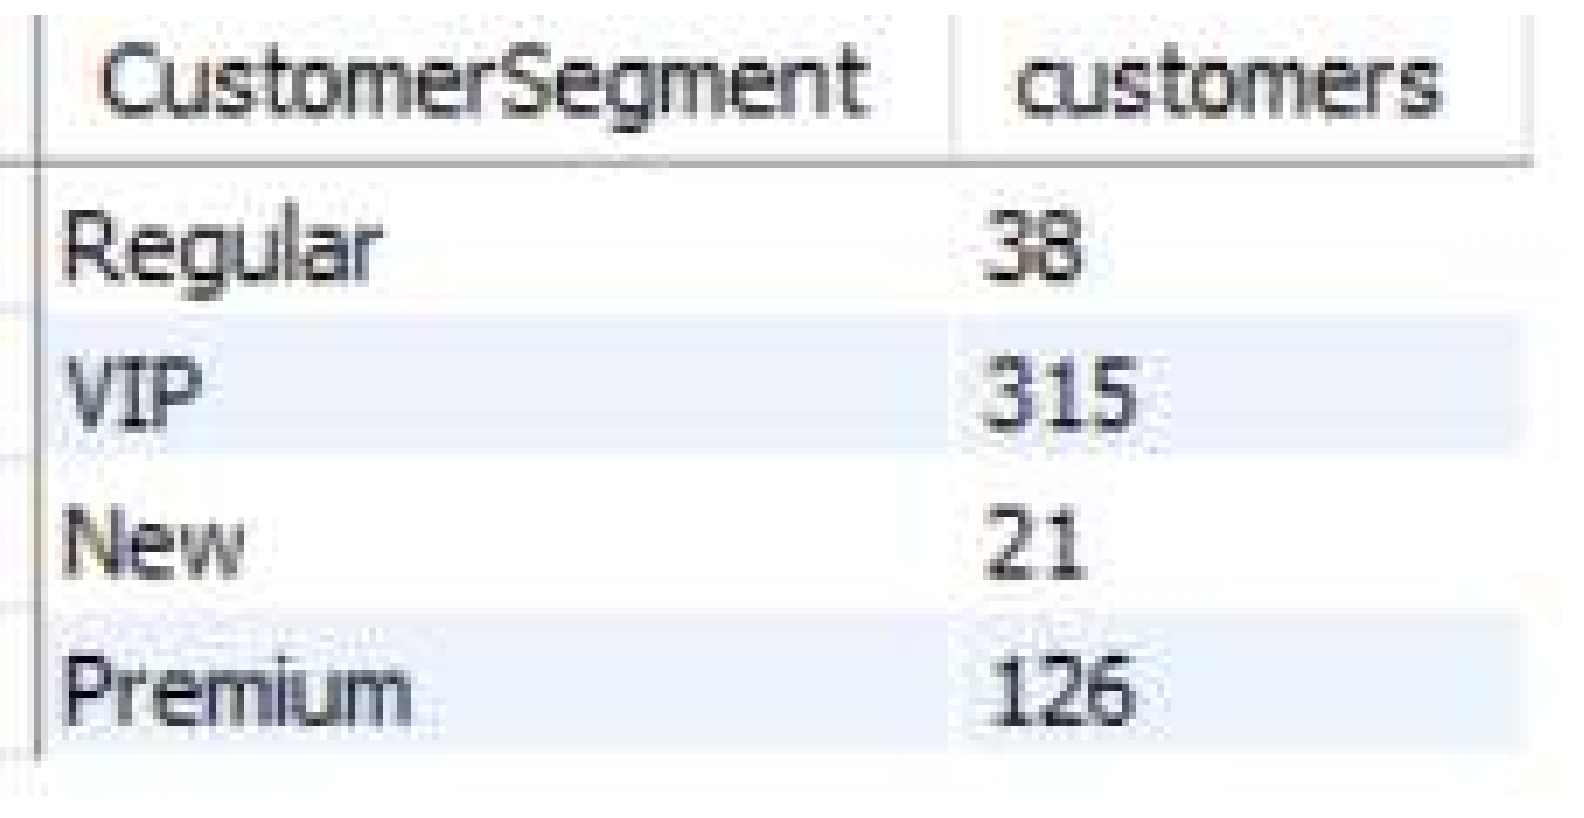 CustomerSegment customers
Regular 38
VIP 315
New 21
Premium 126